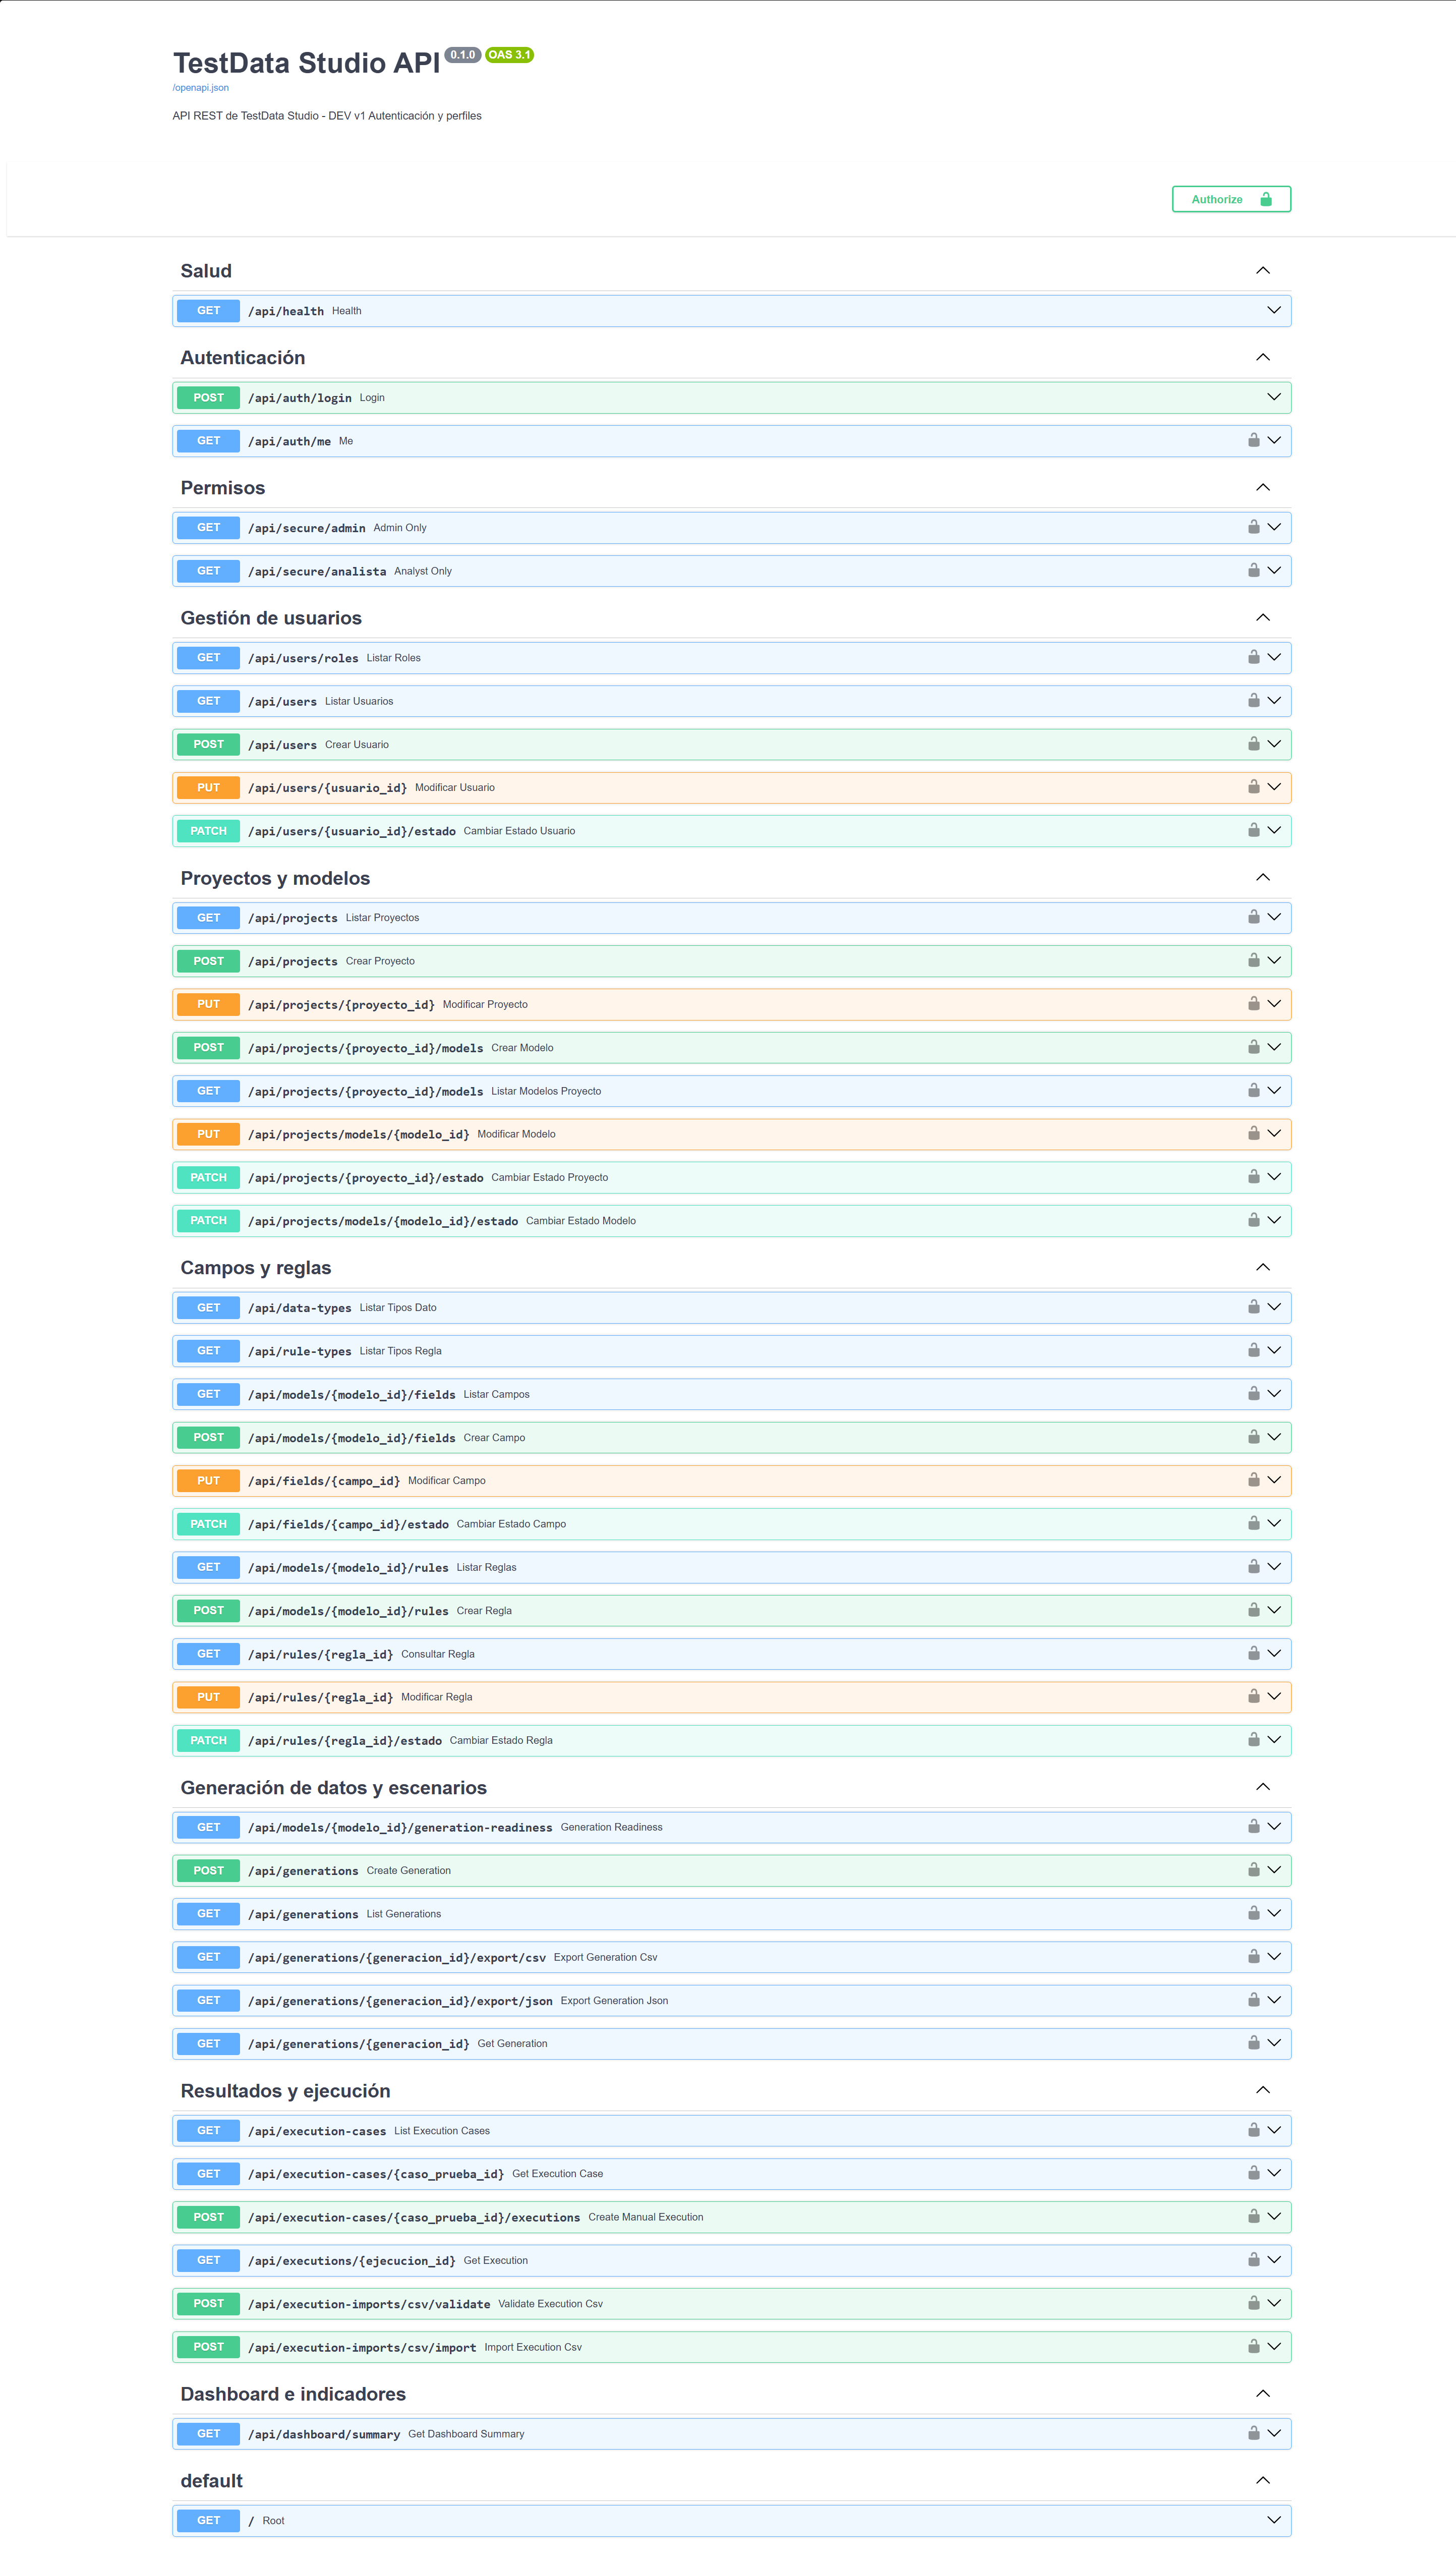 TestData Studio API 0.1.0 OAS 3.1
/openapi.json
API REST de TestData Studio - DEV v1 Autenticación y perfiles
Authorize
Salud
GET /api/health Health
Autenticación
POST /api/auth/login Login
GET /api/auth/me Me
Permisos
GET /api/secure/admin Admin Only
GET /api/secure/analista Analyst Only
Gestión de usuarios
GET /api/users/roles Listar Roles
GET /api/users Listar Usuarios
POST /api/users Crear Usuario
PUT /api/users/{usuario_id} Modificar Usuario
PATCH /api/users/{usuario_id}/estado Cambiar Estado Usuario
Proyectos y modelos
GET /api/projects Listar Proyectos
POST /api/projects Crear Proyecto
PUT /api/projects/{proyecto_id} Modificar Proyecto
POST /api/projects/{proyecto_id}/models Crear Modelo
GET /api/projects/{proyecto_id}/models Listar Modelos Proyecto
PUT /api/projects/models/{modelo_id} Modificar Modelo
PATCH /api/projects/{proyecto_id}/estado Cambiar Estado Proyecto
PATCH /api/projects/models/{modelo_id}/estado Cambiar Estado Modelo
Campos y reglas
GET /api/data-types Listar Tipos Dato
GET /api/rule-types Listar Tipos Regla
GET /api/models/{modelo_id}/fields Listar Campos
POST /api/models/{modelo_id}/fields Crear Campo
PUT /api/fields/{campo_id} Modificar Campo
PATCH /api/fields/{campo_id}/estado Cambiar Estado Campo
GET /api/models/{modelo_id}/rules Listar Reglas
POST /api/models/{modelo_id}/rules Crear Regla
GET /api/rules/{regla_id} Consultar Regla
PUT /api/rules/{regla_id} Modificar Regla
PATCH /api/rules/{regla_id}/estado Cambiar Estado Regla
Generación de datos y escenarios
GET /api/models/{modelo_id}/generation-readiness Generation Readiness
POST /api/generations Create Generation
GET /api/generations List Generations
GET /api/generations/{generacion_id}/export/csv Export Generation Csv
GET /api/generations/{generacion_id}/export/json Export Generation Json
GET /api/generations/{generacion_id} Get Generation
Resultados y ejecución
GET /api/execution-cases List Execution Cases
GET /api/execution-cases/{caso_prueba_id} Get Execution Case
POST /api/execution-cases/{caso_prueba_id}/executions Create Manual Execution
GET /api/executions/{ejecucion_id} Get Execution
POST /api/execution-imports/csv/validate Validate Execution Csv
POST /api/execution-imports/csv/import Import Execution Csv
Dashboard e indicadores
GET /api/dashboard/summary Get Dashboard Summary
default
GET / Root